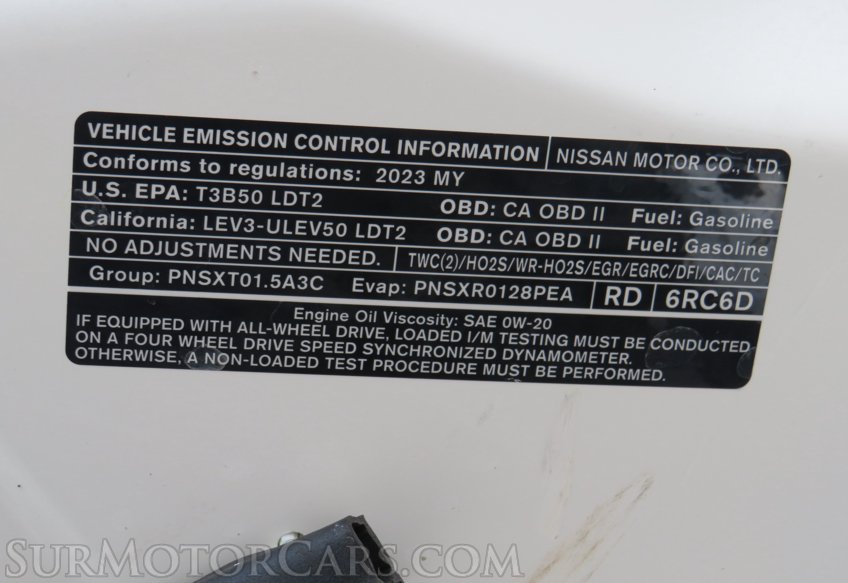 VEHICLE EMISSION CONTROL INFORMATION NISSAN MOTOR CO., LTD.
Conforms to regulations: 2023 MY
U.S. EPA: T3B50 LDT2 OBD: CA OBD II Fuel: Gasoline
California: LEV3-ULEV50 LDT2 OBD: CA OBD II Fuel: Gasoline
NO ADJUSTMENTS NEEDED. TWC(2)/HO2S/WR-HO2S/EGR/EGRC/DFI/CAC/TC
Group: PNSXT01.5A3C Evap: PNSXR0128PEA RD 6RC6D
Engine Oil Viscosity: SAE 0W-20
IF EQUIPPED WITH ALL-WHEEL DRIVE, LOADED I/M TESTING MUST BE CONDUCTED
ON A FOUR WHEEL DRIVE SPEED SYNCHRONIZED DYNAMOMETER.
OTHERWISE, A NON-LOADED TEST PROCEDURE MUST BE PERFORMED.
SurMotorCars.com